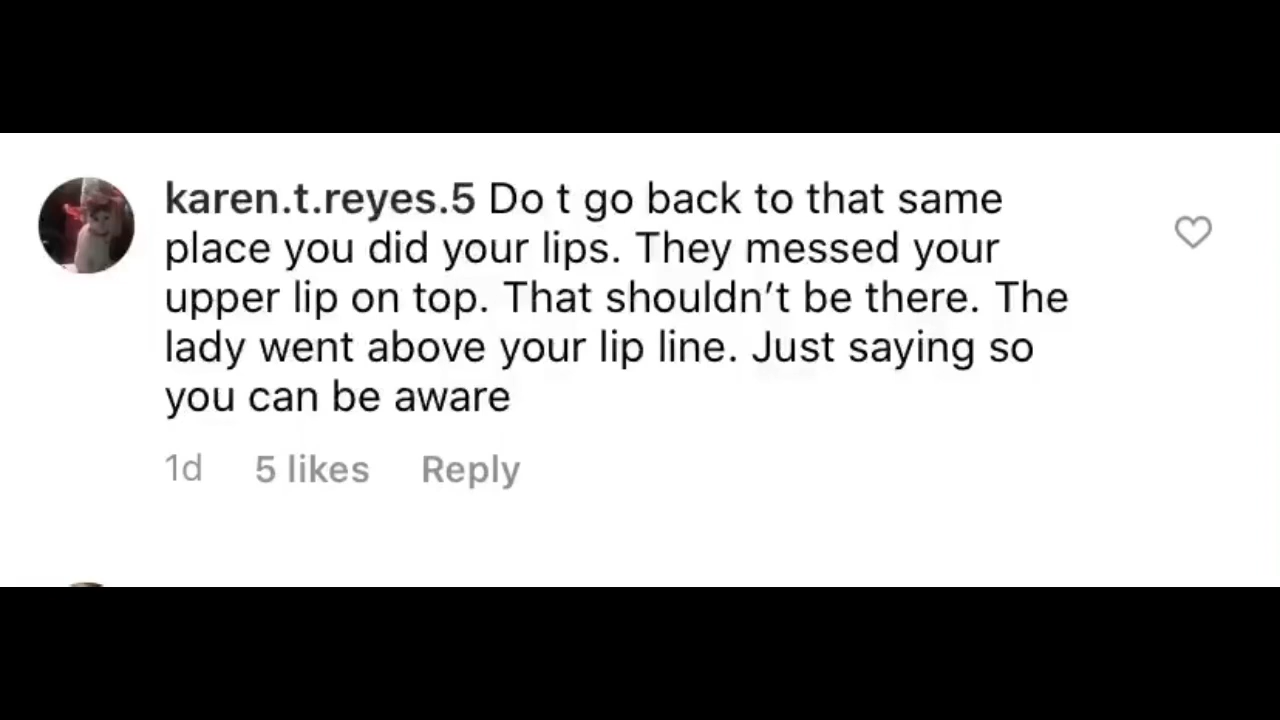 karen.t.reyes.5 Do t go back to that same
place you did your lips. They messed your
upper lip on top. That shouldn’t be there. The
lady went above your lip line. Just saying so
you can be aware
1d 5 likes Reply